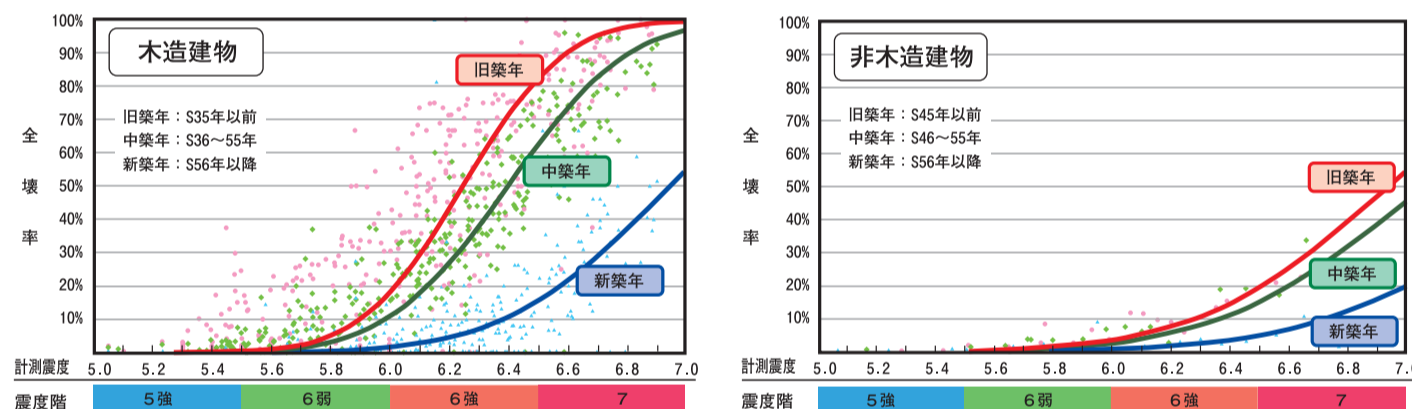 木造建物
旧築年：S35年以前
中築年：S36～55年
新築年：S56年以降
全壊率
100%
90%
80%
70%
60%
50%
40%
30%
20%
10%
旧築年
中築年
新築年
計測震度 5.0 5.2 5.4 5.6 5.8 6.0 6.2 6.4 6.6 6.8 7.0
震度階 5強 6弱 6強 7
非木造建物
旧築年：S45年以前
中築年：S46～55年
新築年：S56年以降
全壊率
100%
90%
80%
70%
60%
50%
40%
30%
20%
10%
旧築年
中築年
新築年
計測震度 5.0 5.2 5.4 5.6 5.8 6.0 6.2 6.4 6.6 6.8 7.0
震度階 5強 6弱 6強 7